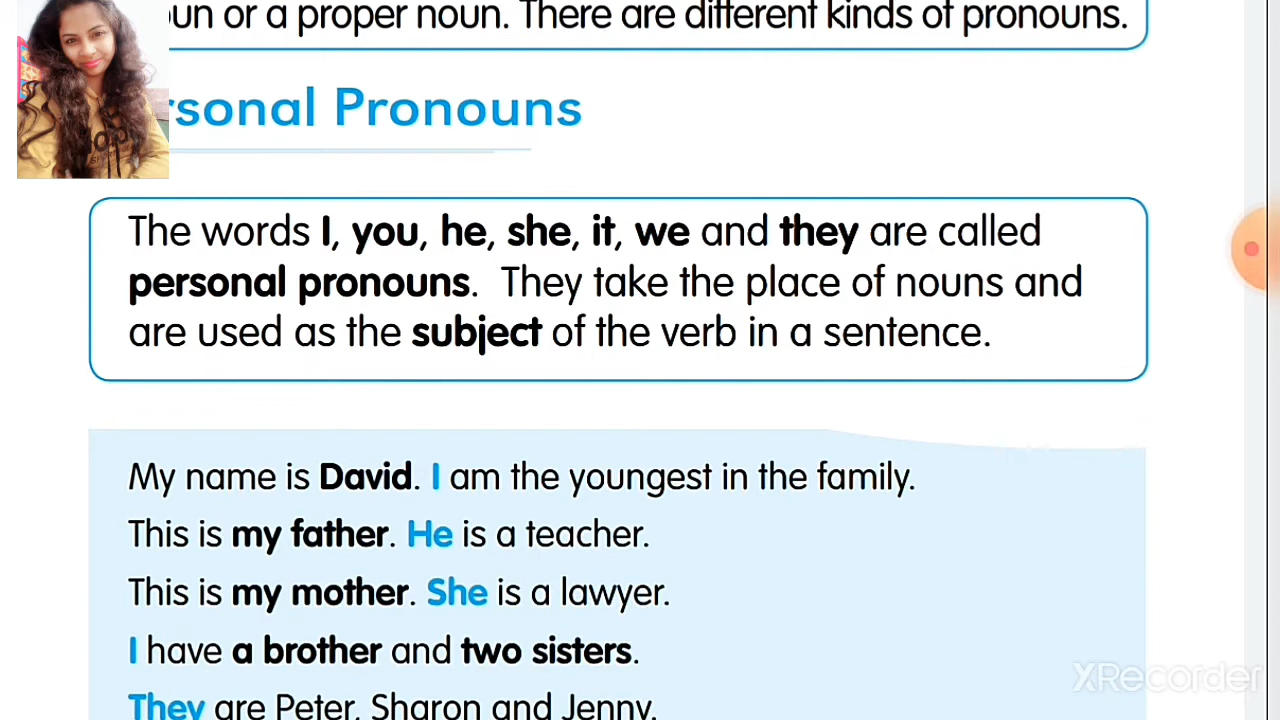 oun or a proper noun. There are different kinds of pronouns.
rsonal Pronouns
The words I, you, he, she, it, we and they are called
personal pronouns. They take the place of nouns and
are used as the subject of the verb in a sentence.
My name is David. I am the youngest in the family.
This is my father. He is a teacher.
This is my mother. She is a lawyer.
I have a brother and two sisters.
They are Peter, Sharon and Jenny.
XRecorder